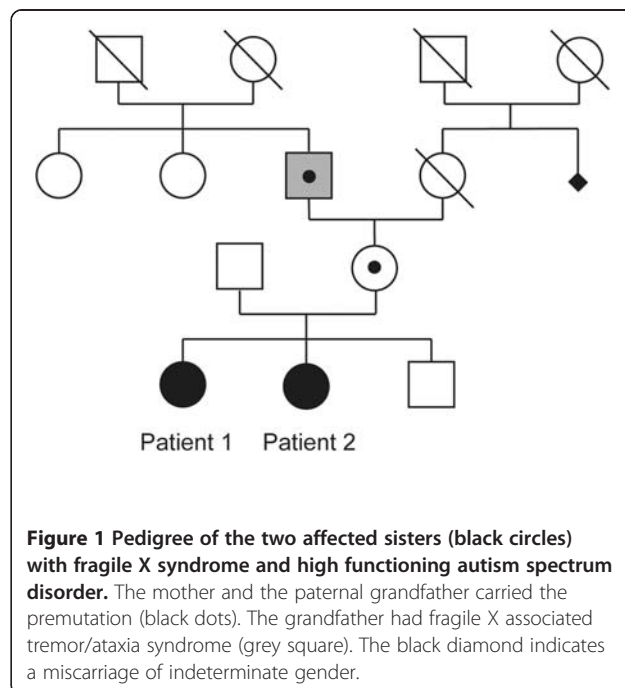 Patient 1 Patient 2
Figure 1 Pedigree of the two affected sisters (black circles)
with fragile X syndrome and high functioning autism spectrum
disorder. The mother and the paternal grandfather carried the
premutation (black dots). The grandfather had fragile X associated
tremor/ataxia syndrome (grey square). The black diamond indicates
a miscarriage of indeterminate gender.